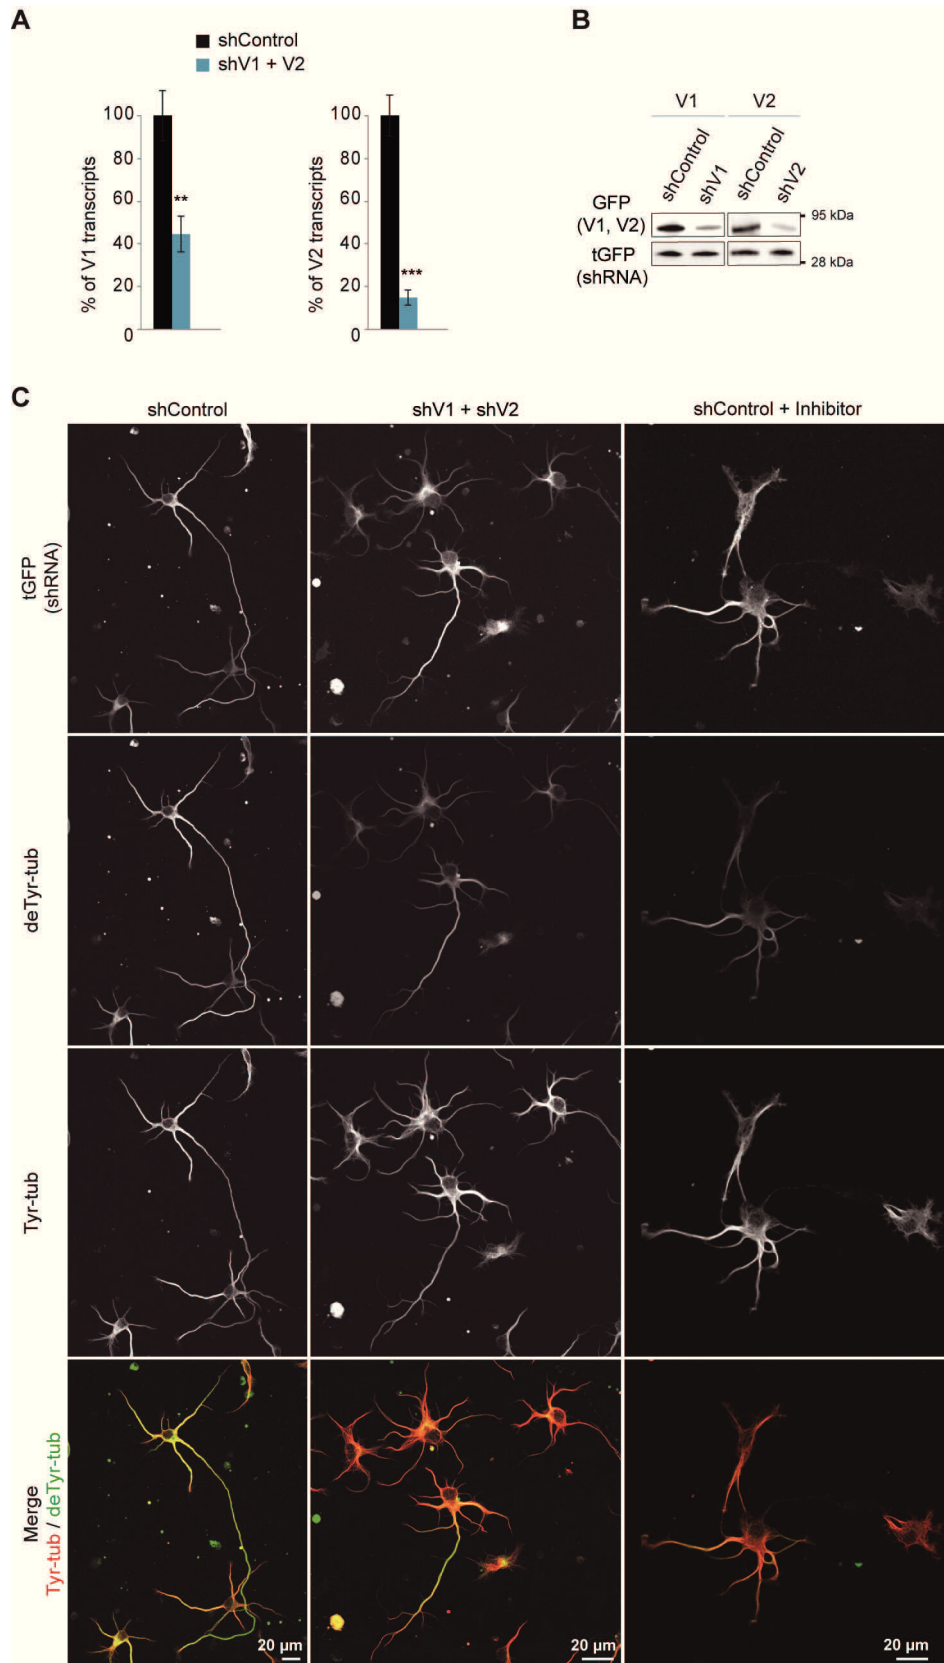 A
shControl
shV1 + V2
% of V1 transcripts
100
80
60
40
20
0
**
% of V2 transcripts
100
80
60
40
20
0
***
B
V1
V2
shControl
shV1
shControl
shV2
GFP
(V1, V2)
95 kDa
tGFP
(shRNA)
28 kDa
C
shControl
shV1 + shV2
shControl + Inhibitor
tGFP
(shRNA)
deTyr-tub
Tyr-tub
Merge
Tyr-tub / deTyr-tub
20 µm
20 µm
20 µm